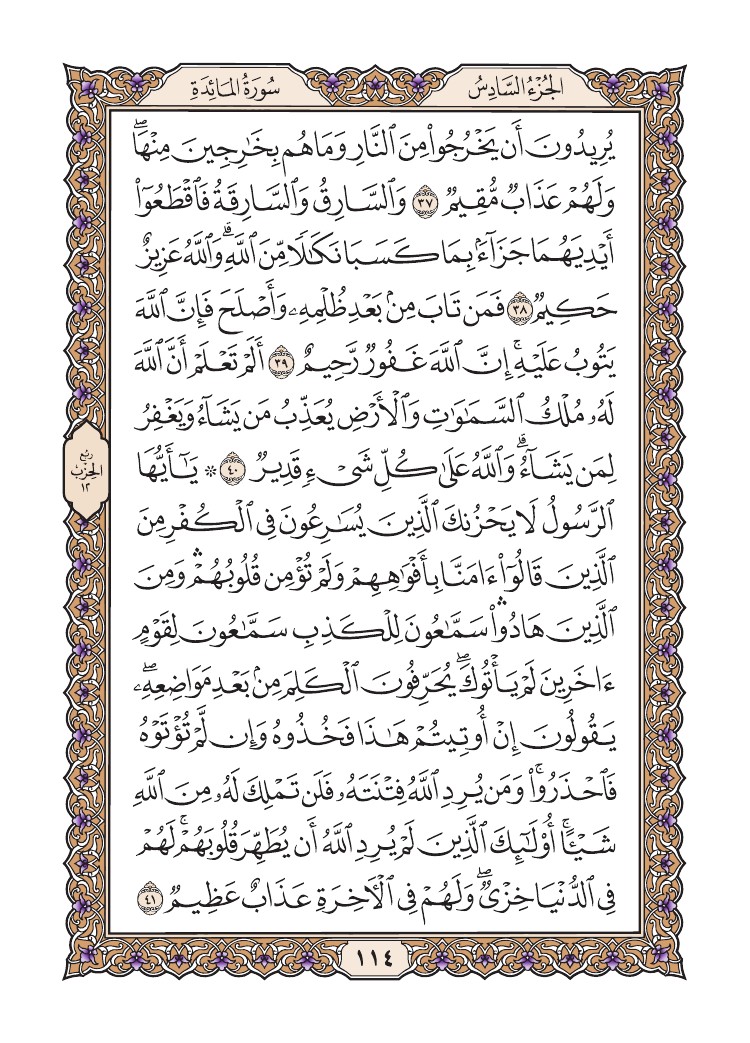 الجُزْءُ السَّادِسُ
سُورَةُ المَائِدَةِ
يُرِيدُونَ أَن يَخْرُجُواْ مِنَ ٱلنَّارِ وَمَا هُم بِخَٰرِجِينَ مِنْهَاۖ
وَلَهُمْ عَذَابٌ مُّقِيمٌ ٣٧ وَٱلسَّارِقُ وَٱلسَّارِقَةُ فَٱقْطَعُوٓاْ
أَيْدِيَهُمَا جَزَآءَۢ بِمَا كَسَبَا نَكَٰلًا مِّنَ ٱللَّهِۗ وَٱللَّهُ عَزِيزٌ
حَكِيمٌ ٣٨ فَمَن تَابَ مِنۢ بَعْدِ ظُلْمِهِۦ وَأَصْلَحَ فَإِنَّ ٱللَّهَ
يَتُوبُ عَلَيْهِۚ إِنَّ ٱللَّهَ غَفُورٌ رَّحِيمٌ ٣٩ أَلَمْ تَعْلَمْ أَنَّ ٱللَّهَ
لَهُۥ مُلْكُ ٱلسَّمَٰوَٰتِ وَٱلْأَرْضِ يُعَذِّبُ مَن يَشَآءُ وَيَغْفِرُ
لِمَن يَشَآءُۗ وَٱللَّهُ عَلَىٰ كُلِّ شَىْءٍ قَدِيرٌ ٤٠ ۞ يَٰٓأَيُّهَا
ٱلرَّسُولُ لَا يَحْزُنكَ ٱلَّذِينَ يُسَٰرِعُونَ فِى ٱلْكُفْرِ مِنَ
ٱلَّذِينَ قَالُوٓاْ ءَامَنَّا بِأَفْوَٰهِهِمْ وَلَمْ تُؤْمِن قُلُوبُهُمْۛ وَمِنَ
ٱلَّذِينَ هَادُواْۛ سَمَّٰعُونَ لِلْكَذِبِ سَمَّٰعُونَ لِقَوْمٍ
ءَاخَرِينَ لَمْ يَأْتُوكَۖ يُحَرِّفُونَ ٱلْكَلِمَ مِنۢ بَعْدِ مَوَاضِعِهِۦۖ
يَقُولُونَ إِنْ أُوتِيتُمْ هَٰذَا فَخُذُوهُ وَإِن لَّمْ تُؤْتَوْهُ
فَٱحْذَرُواْۚ وَمَن يُرِدِ ٱللَّهُ فِتْنَتَهُۥ فَلَن تَمْلِكَ لَهُۥ مِنَ ٱللَّهِ
شَيْـًٔاۚ أُوْلَٰٓئِكَ ٱلَّذِينَ لَمْ يُرِدِ ٱللَّهُ أَن يُطَهِّرَ قُلُوبَهُمْۚ لَهُمْ
فِى ٱلدُّنْيَا خِزْىٌۖ وَلَهُمْ فِى ٱلْأَخِرَةِ عَذَابٌ عَظِيمٌ ٤١
ربع
الحزب
١٢
١١٤